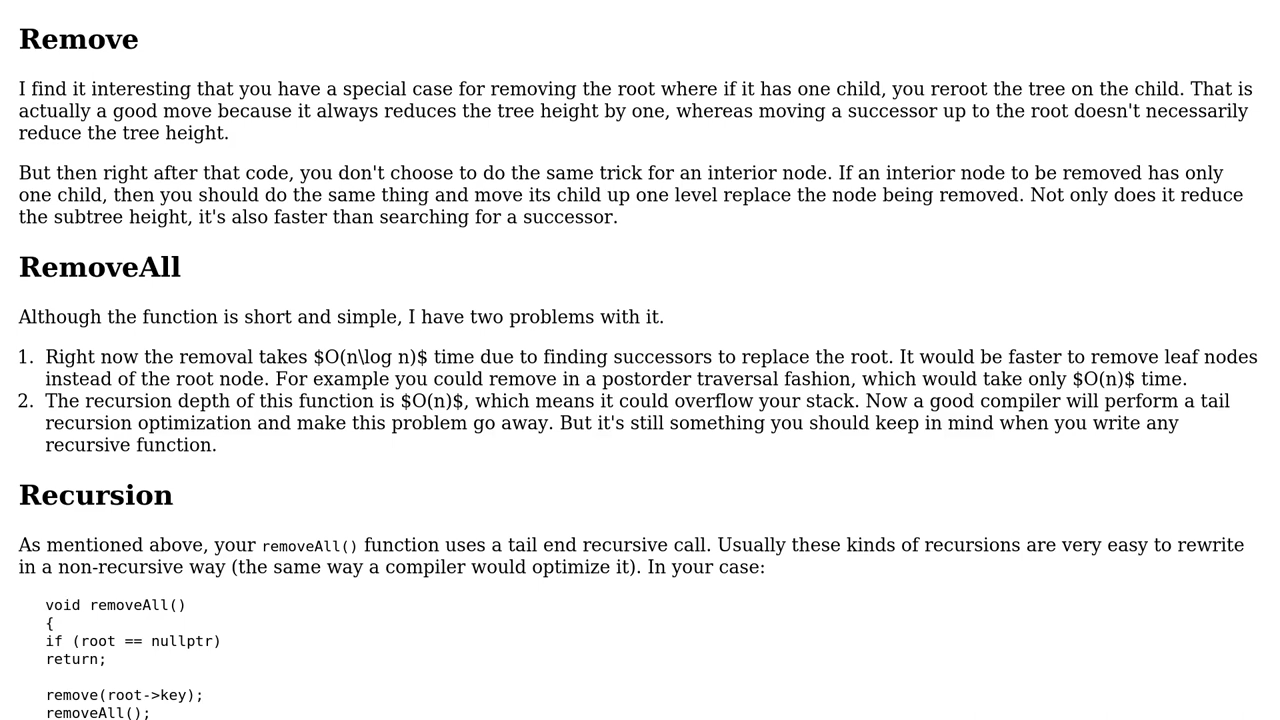 Remove
I find it interesting that you have a special case for removing the root where if it has one child, you reroot the tree on the child. That is
actually a good move because it always reduces the tree height by one, whereas moving a successor up to the root doesn't necessarily
reduce the tree height.
But then right after that code, you don't choose to do the same trick for an interior node. If an interior node to be removed has only
one child, then you should do the same thing and move its child up one level replace the node being removed. Not only does it reduce
the subtree height, it's also faster than searching for a successor.
RemoveAll
Although the function is short and simple, I have two problems with it.
1. Right now the removal takes $O(n\log n)$ time due to finding successors to replace the root. It would be faster to remove leaf nodes
instead of the root node. For example you could remove in a postorder traversal fashion, which would take only $O(n)$ time.
2. The recursion depth of this function is $O(n)$, which means it could overflow your stack. Now a good compiler will perform a tail
recursion optimization and make this problem go away. But it's still something you should keep in mind when you write any
recursive function.
Recursion
As mentioned above, your removeAll() function uses a tail end recursive call. Usually these kinds of recursions are very easy to rewrite
in a non-recursive way (the same way a compiler would optimize it). In your case:
void removeAll()
{
if (root == nullptr)
return;
remove(root->key);
removeAll();